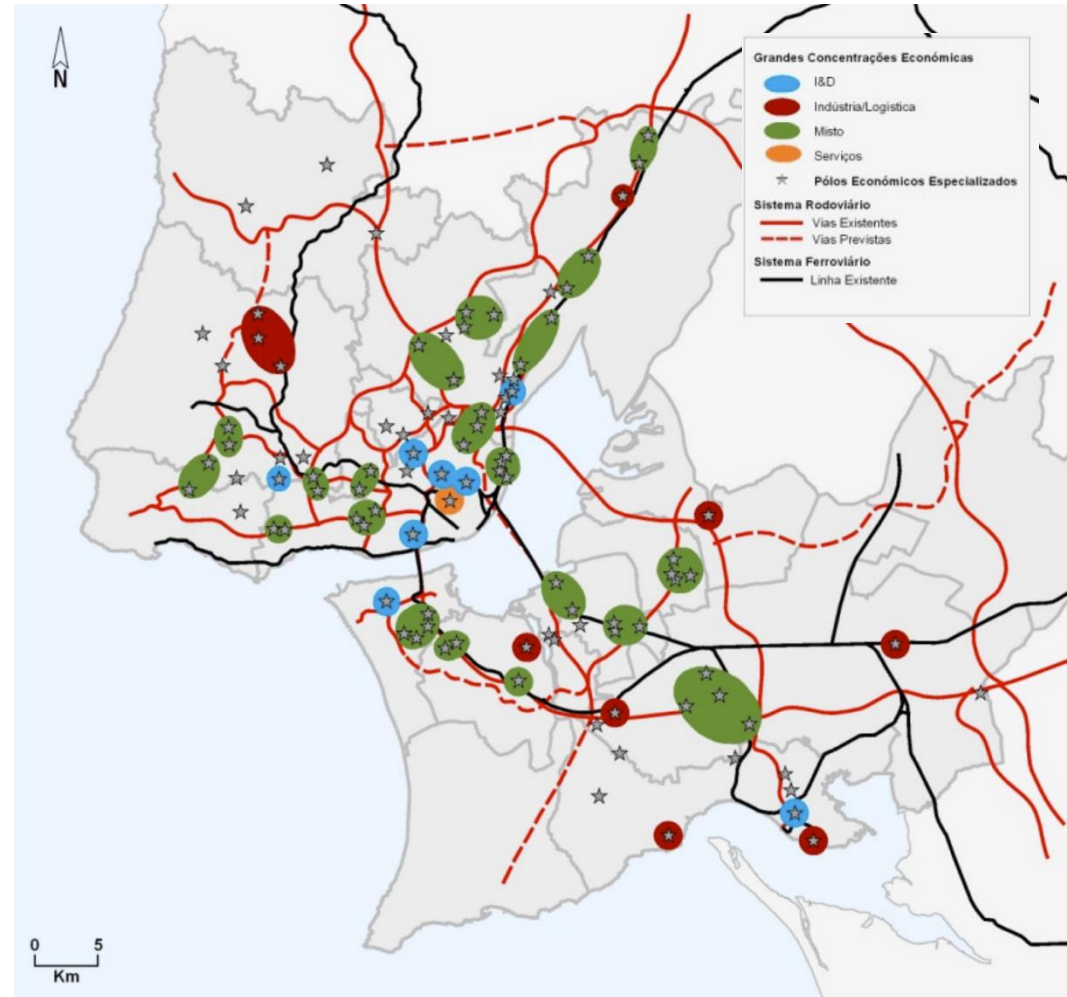 N
Grandes Concentrações Económicas
I&D
Indústria/Logística
Misto
Serviços
Pólos Económicos Especializados
Sistema Rodoviário
Vias Existentes
Vias Previstas
Sistema Ferroviário
Linha Existente
0 5
Km